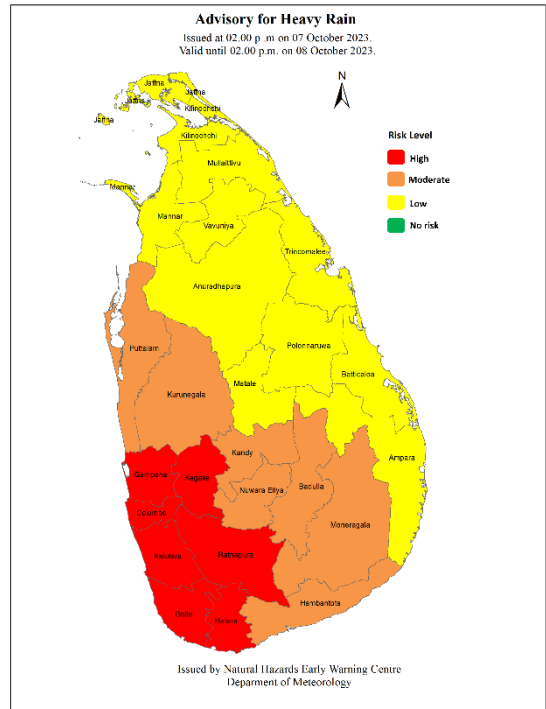 Advisory for Heavy Rain
Issued at 02.00 p .m on 07 October 2023.
Valid until 02.00 p.m. on 08 October 2023.
N
Risk Level
High
Moderate
Low
No risk
Jaffna
Jaffna
Jaffna
Jaffna
Kilinochchi
Kilinochchi
Mullaittivu
Mannar
Mannar
Vavuniya
Trincomalee
Anuradhapura
Polonnaruwa
Puttalam
Batticaloa
Matale
Kurunegala
Kandy
Ampara
Gampaha
Kegalle
Nuwara Eliya
Badulla
Colombo
Moneragala
Kalutara
Ratnapura
Hambantota
Galle
Matara
Issued by Natural Hazards Early Warning Centre
Deparment of Meteorology